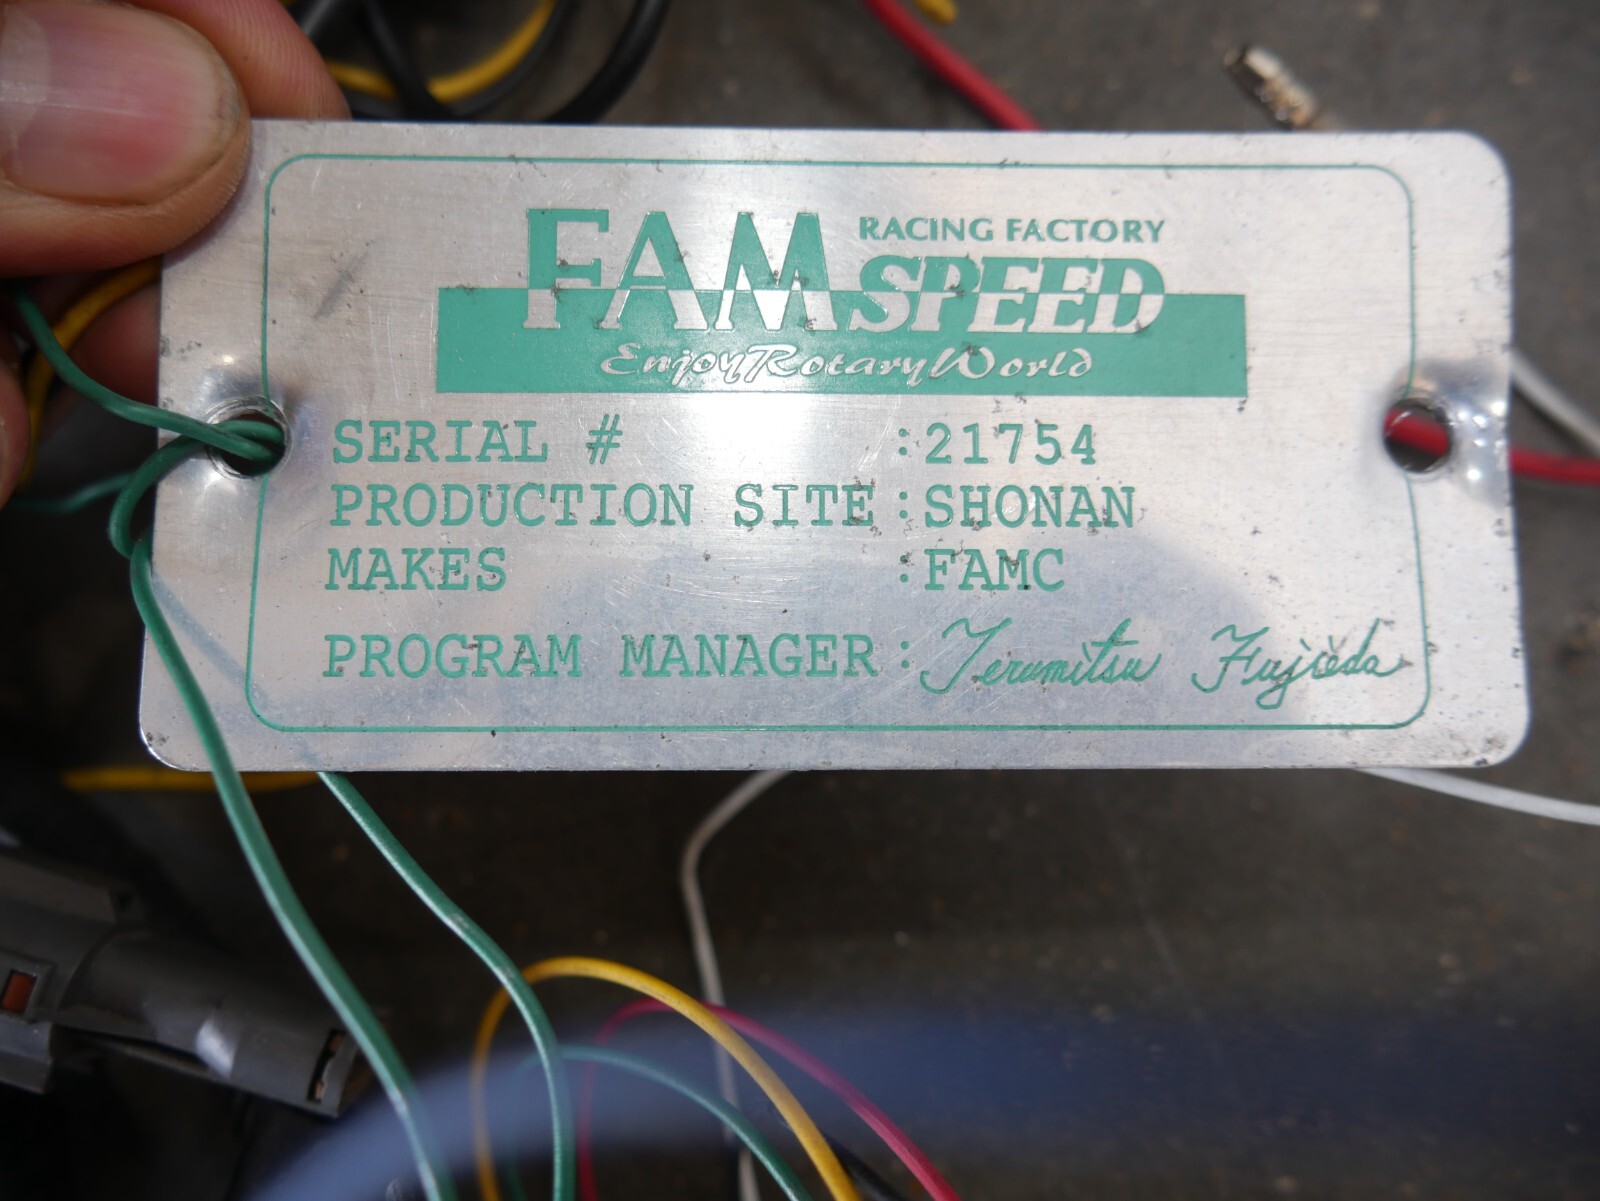 FAM RACING FACTORY
SPEED
Enjoy Rotary World
SERIAL # :21754
PRODUCTION SITE :SHONAN
MAKES :FAMC
PROGRAM MANAGER : Terumitsu Fujieda